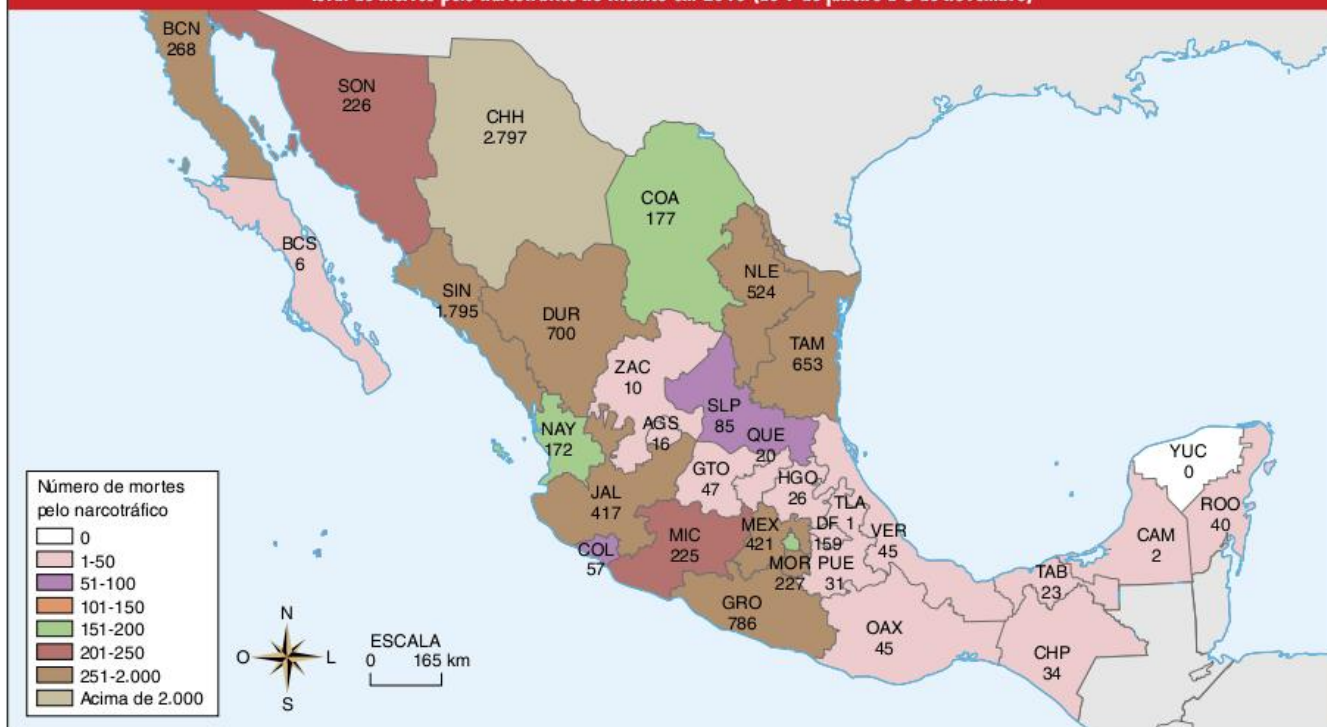 BCN
268
SON
226
CHH
2.797
COA
177
BCS
6
SIN
1.795
DUR
700
NLE
524
TAM
653
ZAC
10
SLP
85
NAY
172
AGS
16
QUE
20
YUC
0
GTO
47
HGO
26
JAL
417
TLA
1
ROO
40
MIC
225
MEX
421
DF
159
VER
45
CAM
2
COL
57
MOR
227
PUE
31
TAB
23
GRO
786
OAX
45
CHP
34
Número de mortes
pelo narcotráfico
0
1-50
51-100
101-150
151-200
201-250
251-2.000
Acima de 2.000
N
O
L
S
ESCALA
0 165 km